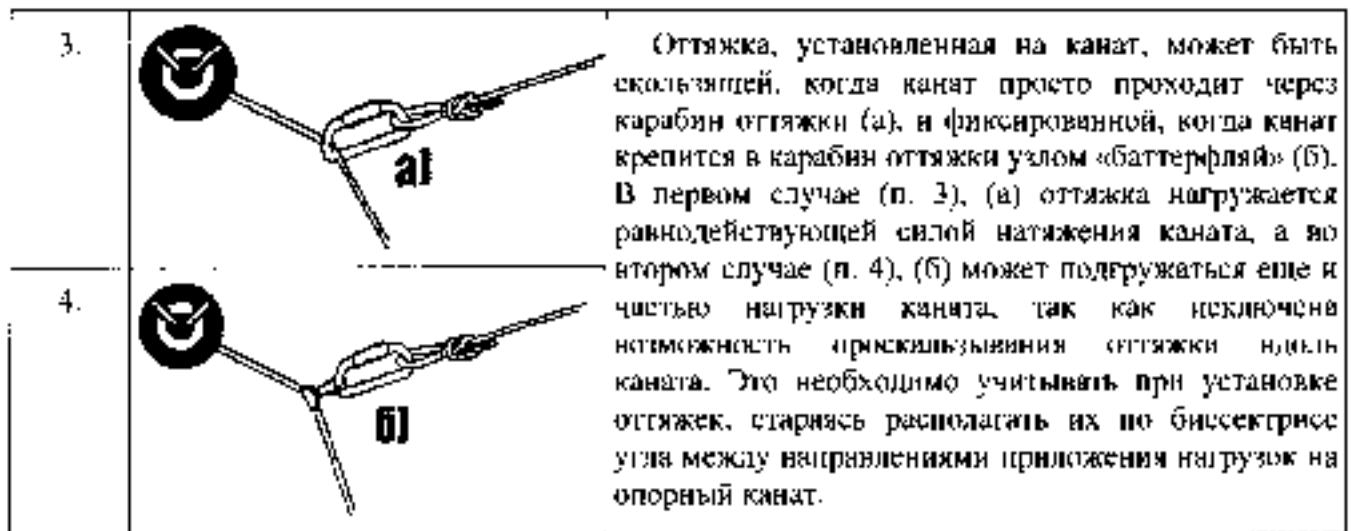 3.
а)
Оттяжка, установленная на канат, может быть
скользящей, когда канат просто проходит через
карабин оттяжки (а), и фиксированной, когда канат
крепится в карабин оттяжки узлом «баттерфляй» (б).
В первом случае (п. 3), (а) оттяжка нагружается
равнодействующей силой натяжения каната, а во
втором случае (п. 4), (б) может подгружаться еще и
частью нагрузки каната, так как исключена
возможность проскальзывания оттяжки вдоль
каната. Это необходимо учитывать при установке
оттяжек, стараясь располагать их по биссектрисе
угла между направлениями приложения нагрузок на
опорный канат.
4.
б)